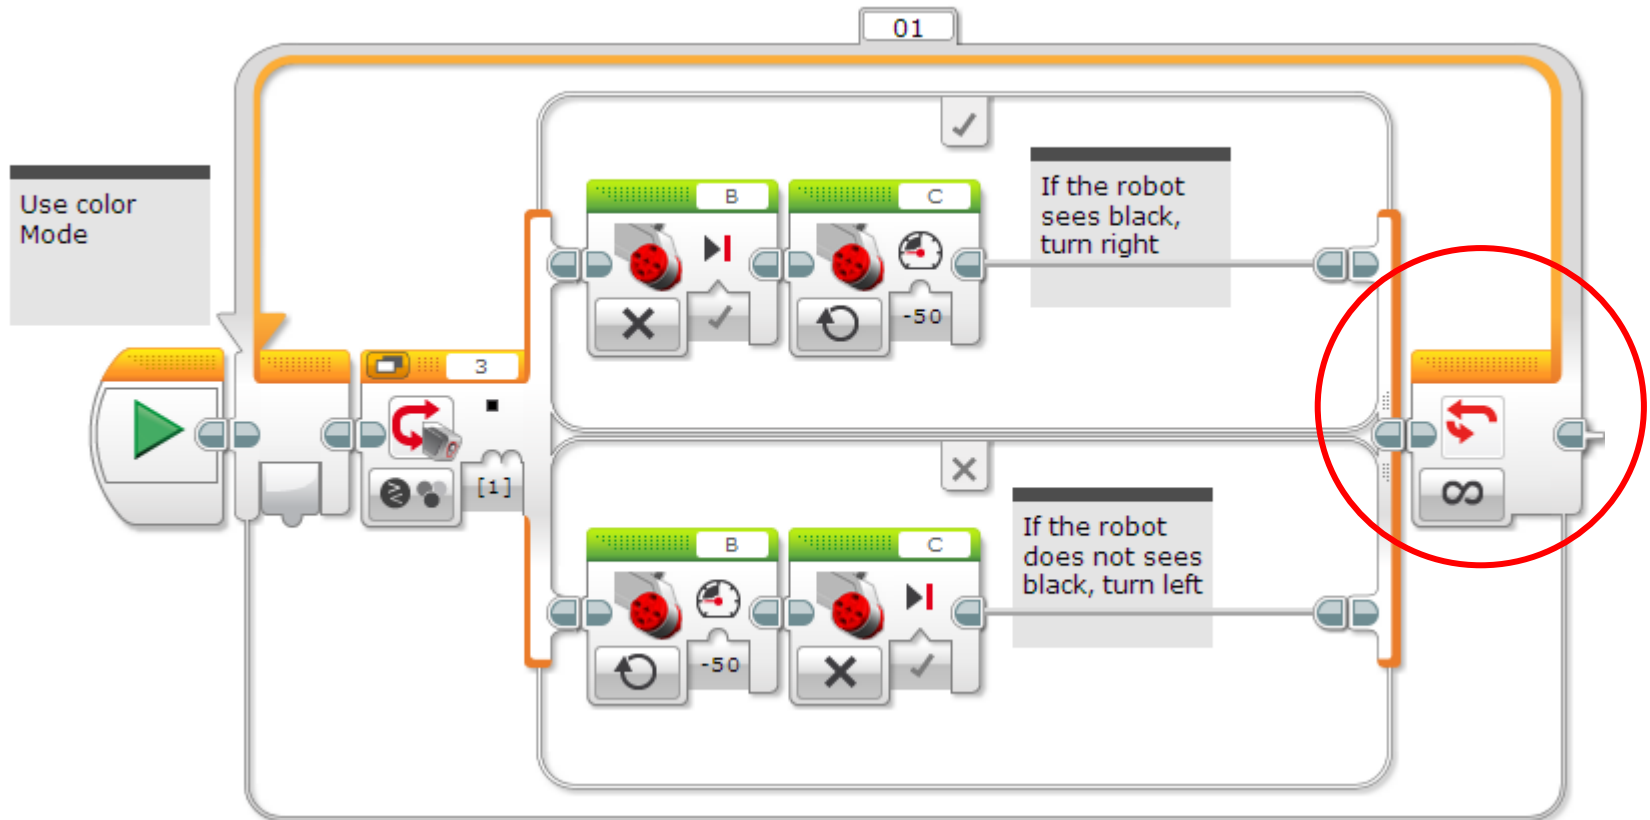 01
Use color
Mode
B
C
If the robot
sees black,
turn right
-50
3
[1]
B
C
If the robot
does not sees
black, turn left
-50
∞